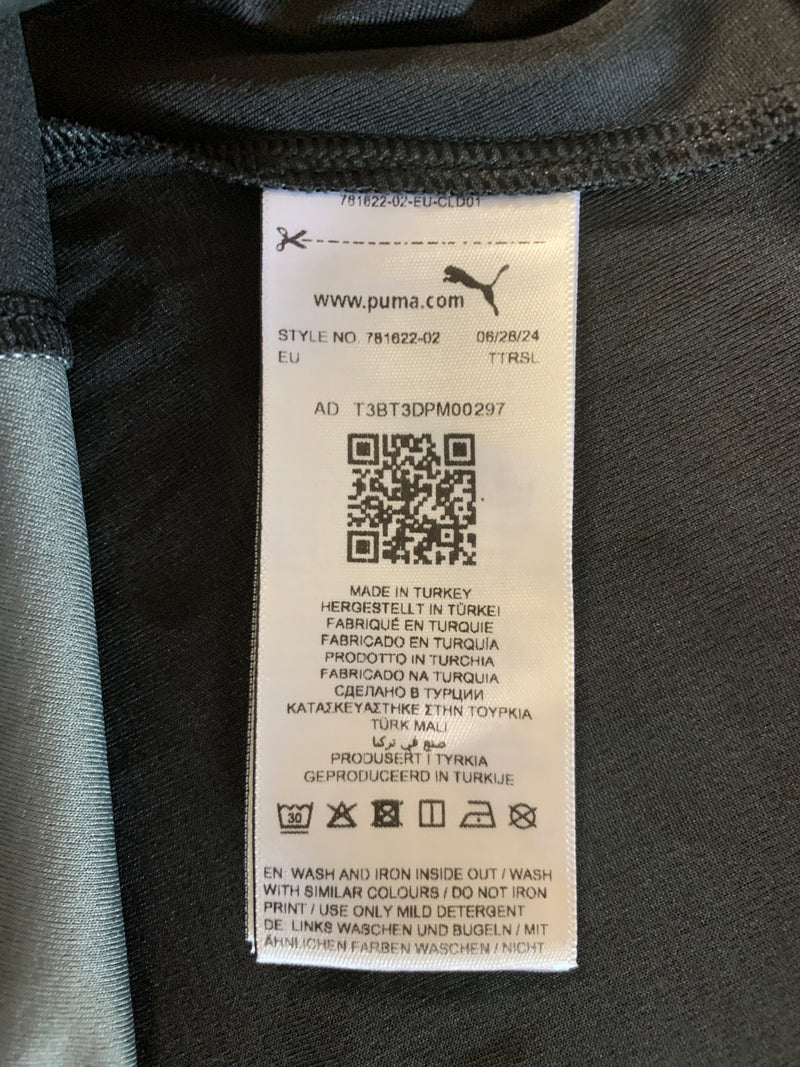 781622-02-EU-CLD01
www.puma.com
STYLE NO. 781622-02 06/28/24
EU TTRSL
AD T3BT3DPM00297
MADE IN TURKEY
HERGESTELLT IN TÜRKEI
FABRIQUÉ EN TURQUIE
FABRICADO EN TURQUÍA
PRODOTTO IN TURCHIA
FABRICADO NA TURQUIA
СДЕЛАНО В ТУРЦИИ
ΚΑΤΑΣΚΕΥΑΣΤΗΚΕ ΣΤΗΝ ΤΟΥΡΚΙΑ
TÜRK MALI
صنع في تركيا
PRODUSERT I TYRKIA
GEPRODUCEERD IN TURKIJE
30
EN: WASH AND IRON INSIDE OUT / WASH
WITH SIMILAR COLOURS / DO NOT IRON
PRINT / USE ONLY MILD DETERGENT
DE: LINKS WASCHEN UND BUGELN / MIT
ÄHNLICHEN FARBEN WASCHEN / NICHT